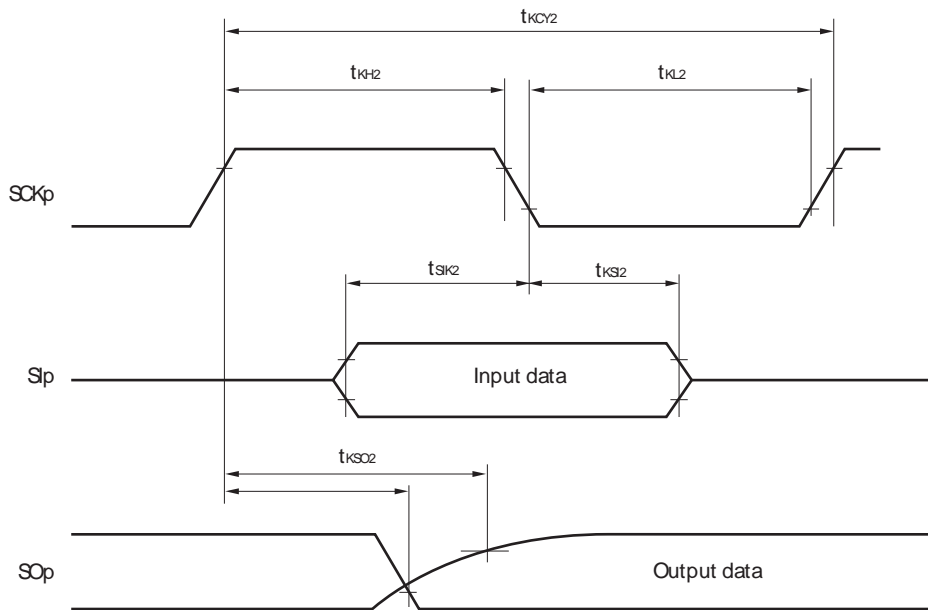 tKCY2
tKH2
tKL2
SCKp
tSIK2
tKSI2
SIp
Input data
tKSO2
SOp
Output data